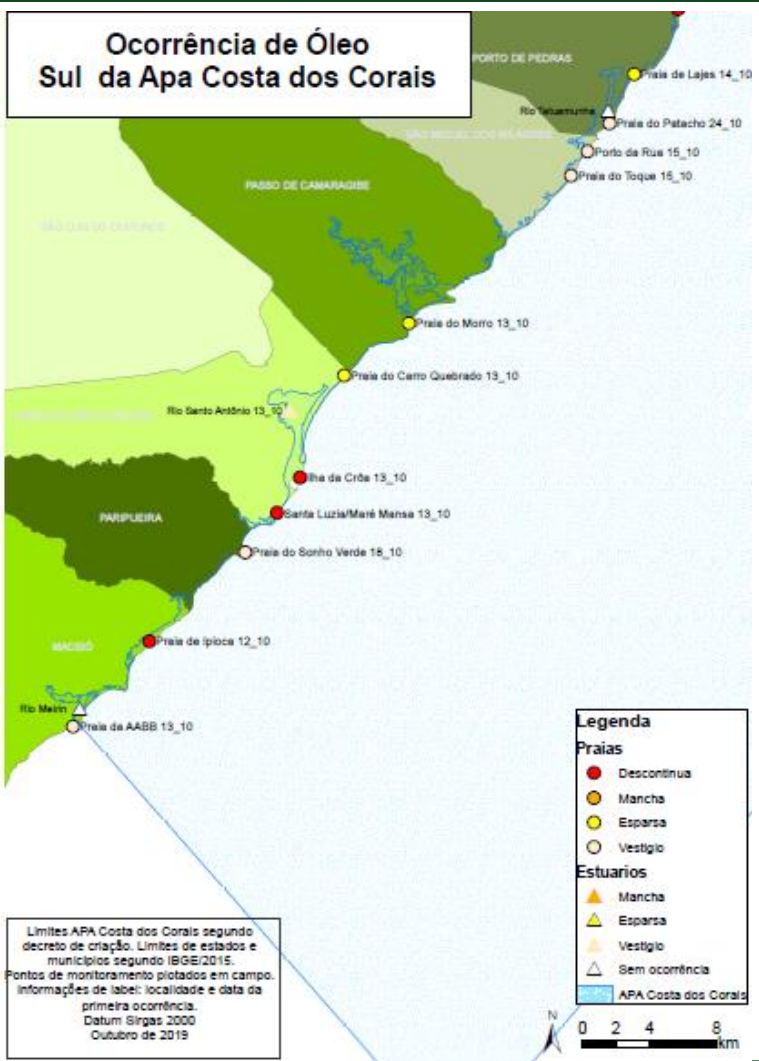 Ocorrência de Óleo
Sul da Apa Costa dos Corais
PORTO DE PEDRAS
Praia de Lajes 14_10
Rio Tatuamunha
Praia do Patacho 24_10
SÃO MIGUEL DOS MILAGRES
Porto da Rua 15_10
Praia do Toque 15_10
PASSO DE CAMARAGIBE
Praia do Morro 13_10
Praia do Carro Quebrado 13_10
Rio Santo Antônio 13_10
Ilha da Crôa 13_10
Santa Luzia/Maré Mansa 13_10
PARIPUEIRA
Praia do Sonho Verde 18_10
MACEIÓ
Praia de Ipioca 12_10
Rio Meirin
Praia da AABB 13_10
Legenda
Praias
Descontinua
Mancha
Esparsa
Vestigio
Estuarios
Mancha
Esparsa
Vestigio
Sem ocorrência
APA Costa dos Corais
Limites APA Costa dos Corais segundo
decreto de criação. Limites de estados e
municípios segundo IBGE/2015.
Pontos de monitoramento plotados em campo.
Informações de label: localidade e data da
primeira ocorrência.
Datum Sirgas 2000
Outubro de 2019
N
0 2 4 8
km